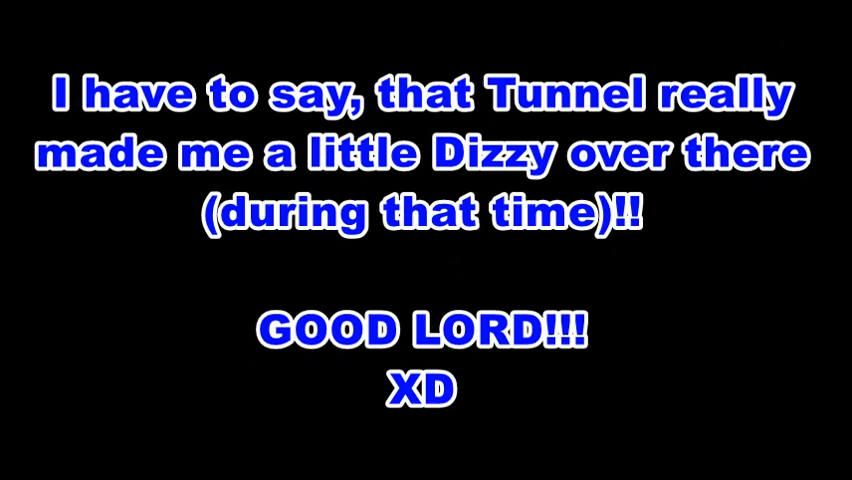 I have to say, that Tunnel really
made me a little Dizzy over there
(during that time)!!
GOOD LORD!!!
XD